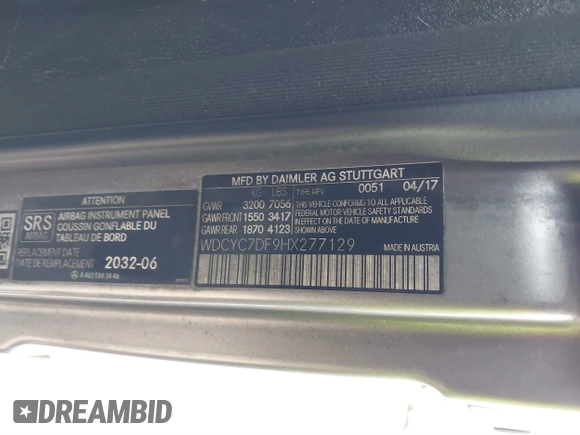 ATTENTION
SRS
AIRBAG
AIRBAG INSTRUMENT PANEL
COUSSIN GONFLABLE DU
TABLEAU DE BORD
REPLACEMENT DATE
DATE DE REMPLACEMENT 2032-06
MFD BY DAIMLER AG STUTTGART
KG LBS TYPE: MPV 0051 04/17
GVWR 3200 7056
GAWR FRONT 1550 3417
GAWR REAR 1870 4123
THIS VEHICLE CONFORMS TO ALL APPLICABLE
FEDERAL MOTOR VEHICLE SAFETY STANDARDS
IN EFFECT ON THE DATE OF MANUFACTURE
SHOWN ABOVE
WDCYC7DF9HX277129 MADE IN AUSTRIA
DREAMBID